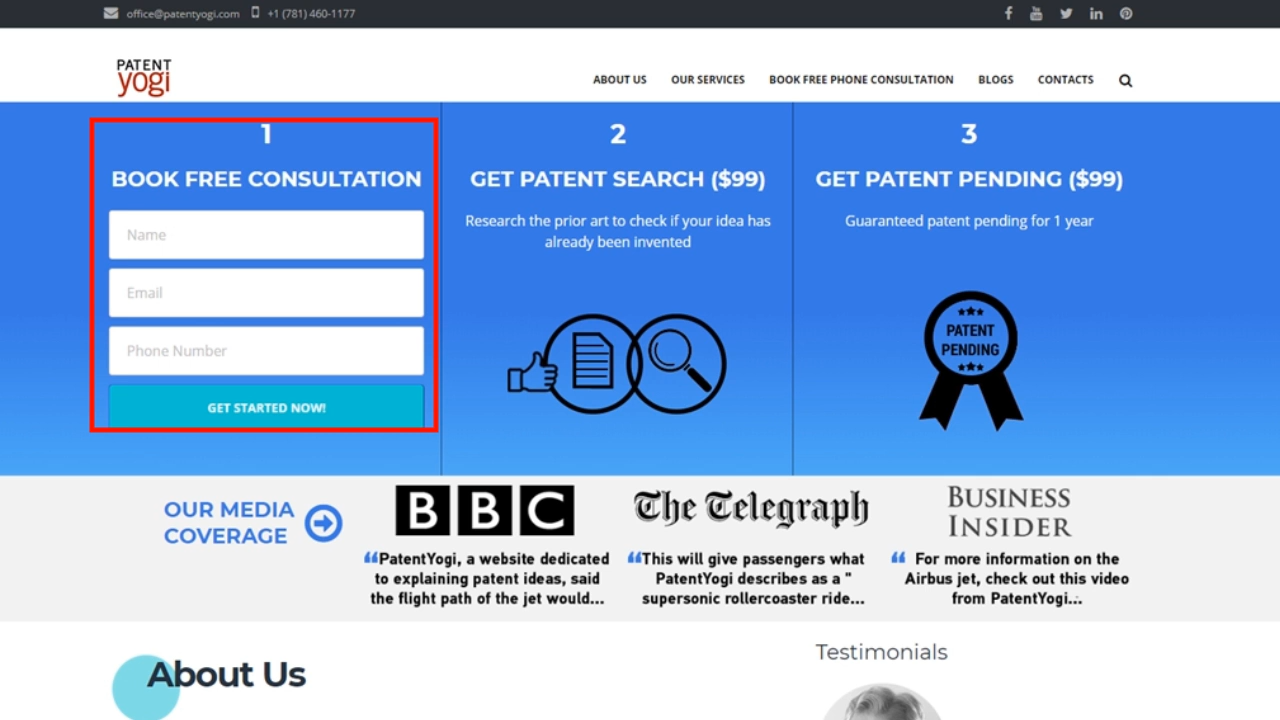 office@patentyogi.com +1 (781) 460-1177
PATENT
yogi
ABOUT US OUR SERVICES BOOK FREE PHONE CONSULTATION BLOGS CONTACTS
1
BOOK FREE CONSULTATION
Name
Email
Phone Number
GET STARTED NOW!
2
GET PATENT SEARCH ($99)
Research the prior art to check if your idea has
already been invented
3
GET PATENT PENDING ($99)
Guaranteed patent pending for 1 year
PATENT
PENDING
OUR MEDIA
COVERAGE
BBC
“PatentYogi, a website dedicated
to explaining patent ideas, said
the flight path of the jet would...
The Telegraph
“This will give passengers what
PatentYogi describes as a "
supersonic rollercoaster ride...
BUSINESS
INSIDER
“ For more information on the
Airbus jet, check out this video
from PatentYogi...
About Us
Testimonials